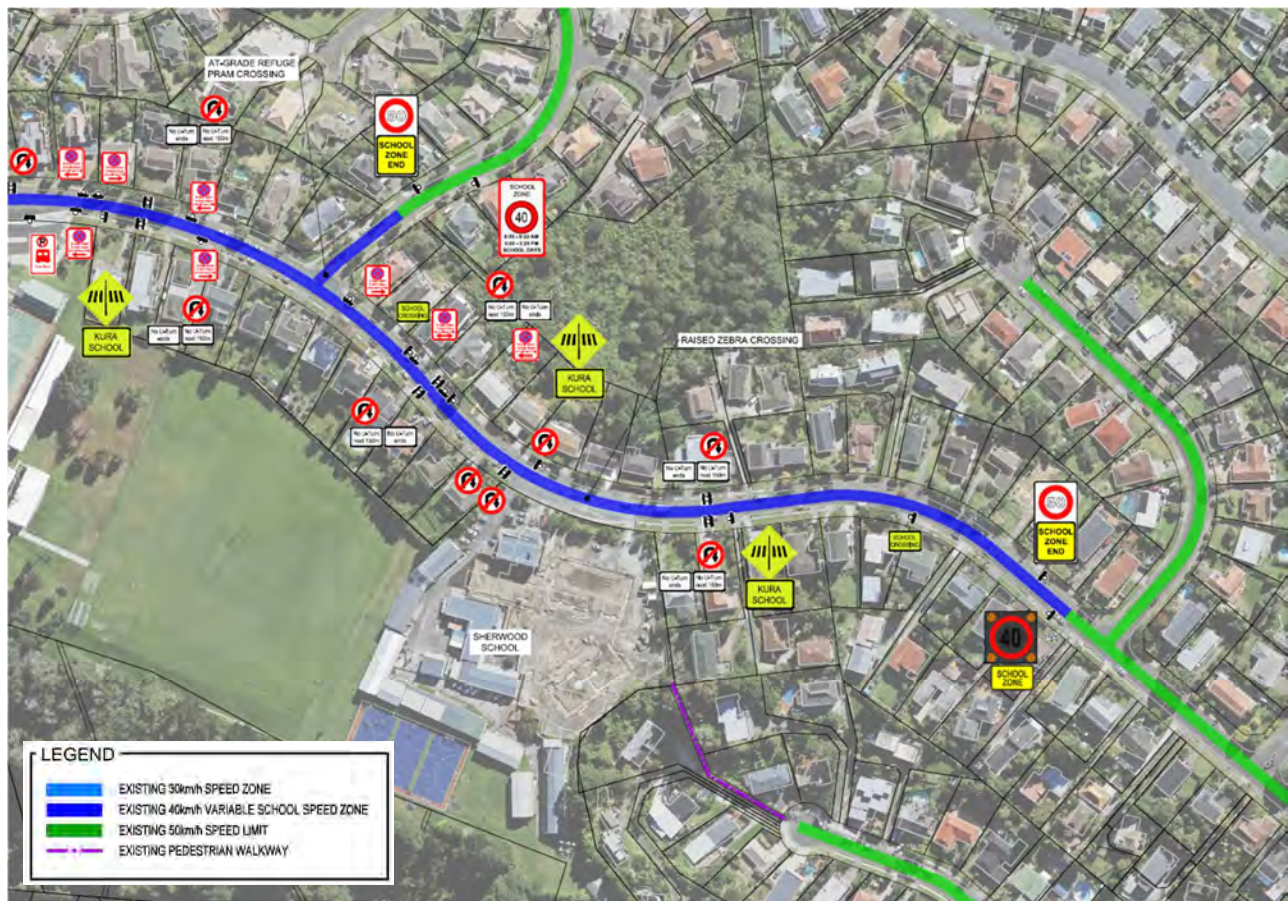 AT-GRADE REFUGE
PRAM CROSSING
No U-Turn
ends
No U-Turn
next 150m
50
SCHOOL
ZONE
END
SCHOOL
ZONE
40
SCHOOL DAYS
KURA
SCHOOL
No U-Turn
ends
No U-Turn
next 150m
SCHOOL
CROSSING
No U-Turn
next 150m
No U-Turn
ends
KURA
SCHOOL
RAISED ZEBRA CROSSING
No U-Turn
next 150m
No U-Turn
ends
No U-Turn
ends
No U-Turn
next 150m
No U-Turn
ends
No U-Turn
next 150m
KURA
SCHOOL
SCHOOL
CROSSING
50
SCHOOL
ZONE
END
40
SCHOOL
ZONE
SHERWOOD
SCHOOL
LEGEND
EXISTING 30km/h SPEED ZONE
EXISTING 40km/h VARIABLE SCHOOL SPEED ZONE
EXISTING 50km/h SPEED LIMIT
EXISTING PEDESTRIAN WALKWAY